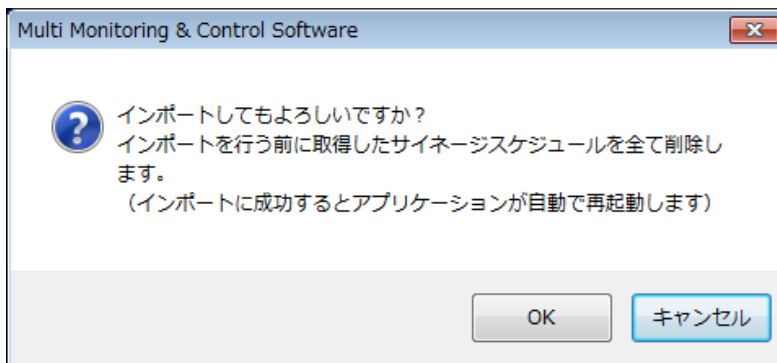 Multi Monitoring & Control Software
インポートしてもよろしいですか？
インポートを行う前に取得したサイネージスケジュールを全て削除し
ます。
（インポートに成功するとアプリケーションが自動で再起動します）
OK
キャンセル